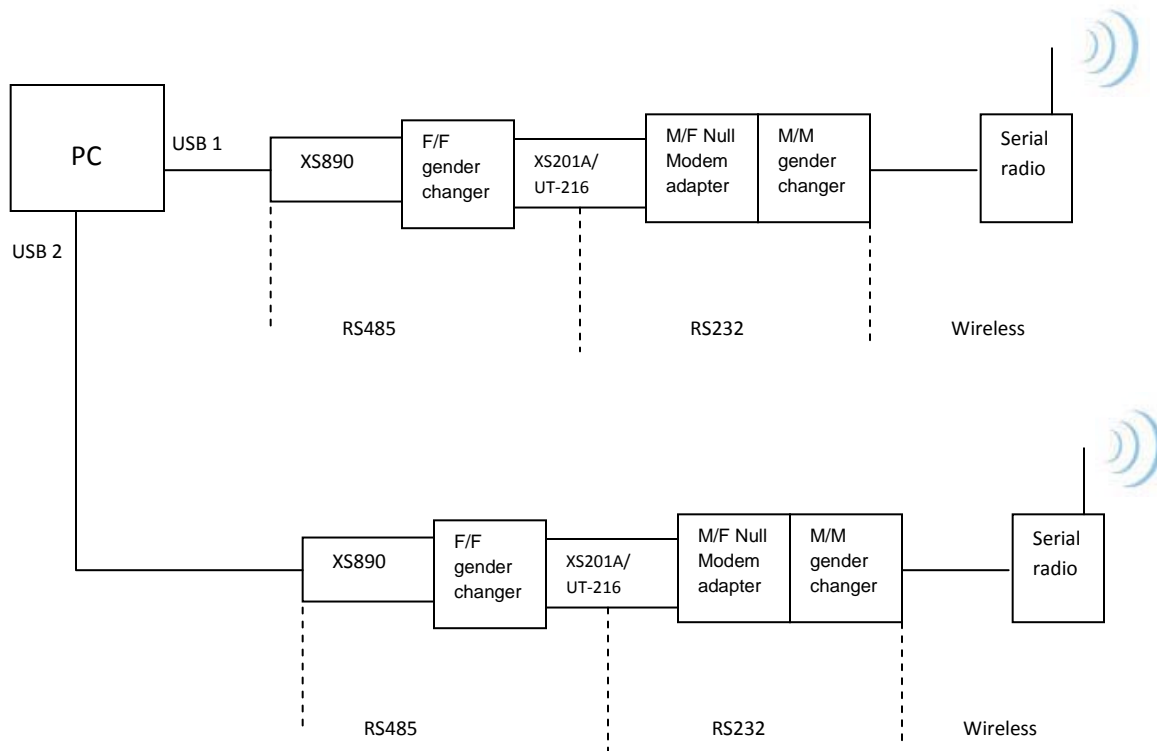 PC
USB 1
XS890
F/F
gender
changer
XS201A/
UT-216
M/F Null
Modem
adapter
M/M
gender
changer
Serial
radio
USB 2
RS485
RS232
Wireless
XS890
F/F
gender
changer
XS201A/
UT-216
M/F Null
Modem
adapter
M/M
gender
changer
Serial
radio
RS485
RS232
Wireless